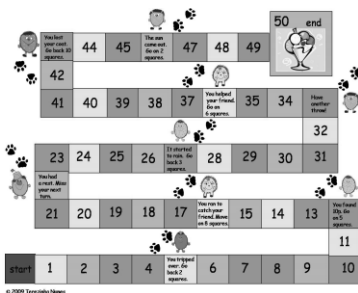 50 end
You lost
your coat.
Go back 10
squares.
44 45
The sun
came out.
Go on 2
squares.
47 48 49
42
41 40 39 38 37
You helped
your friend.
Go on
6 squares.
35 34
Have
another
throw!
32
23 24 25 26
It started
to rain. Go
back 3
squares.
28 29 30 31
You had
a rest. Miss
your next
turn.
21 20 19 18 17
You ran to
catch your
friend. Move
on 8 squares.
15 14 13
You found
10p. Go on
5
squares.
11
start 1 2 3 4
You tripped
over. Go
back 2
squares.
6 7 8 9 10
© 2009 Terezinha Nunes